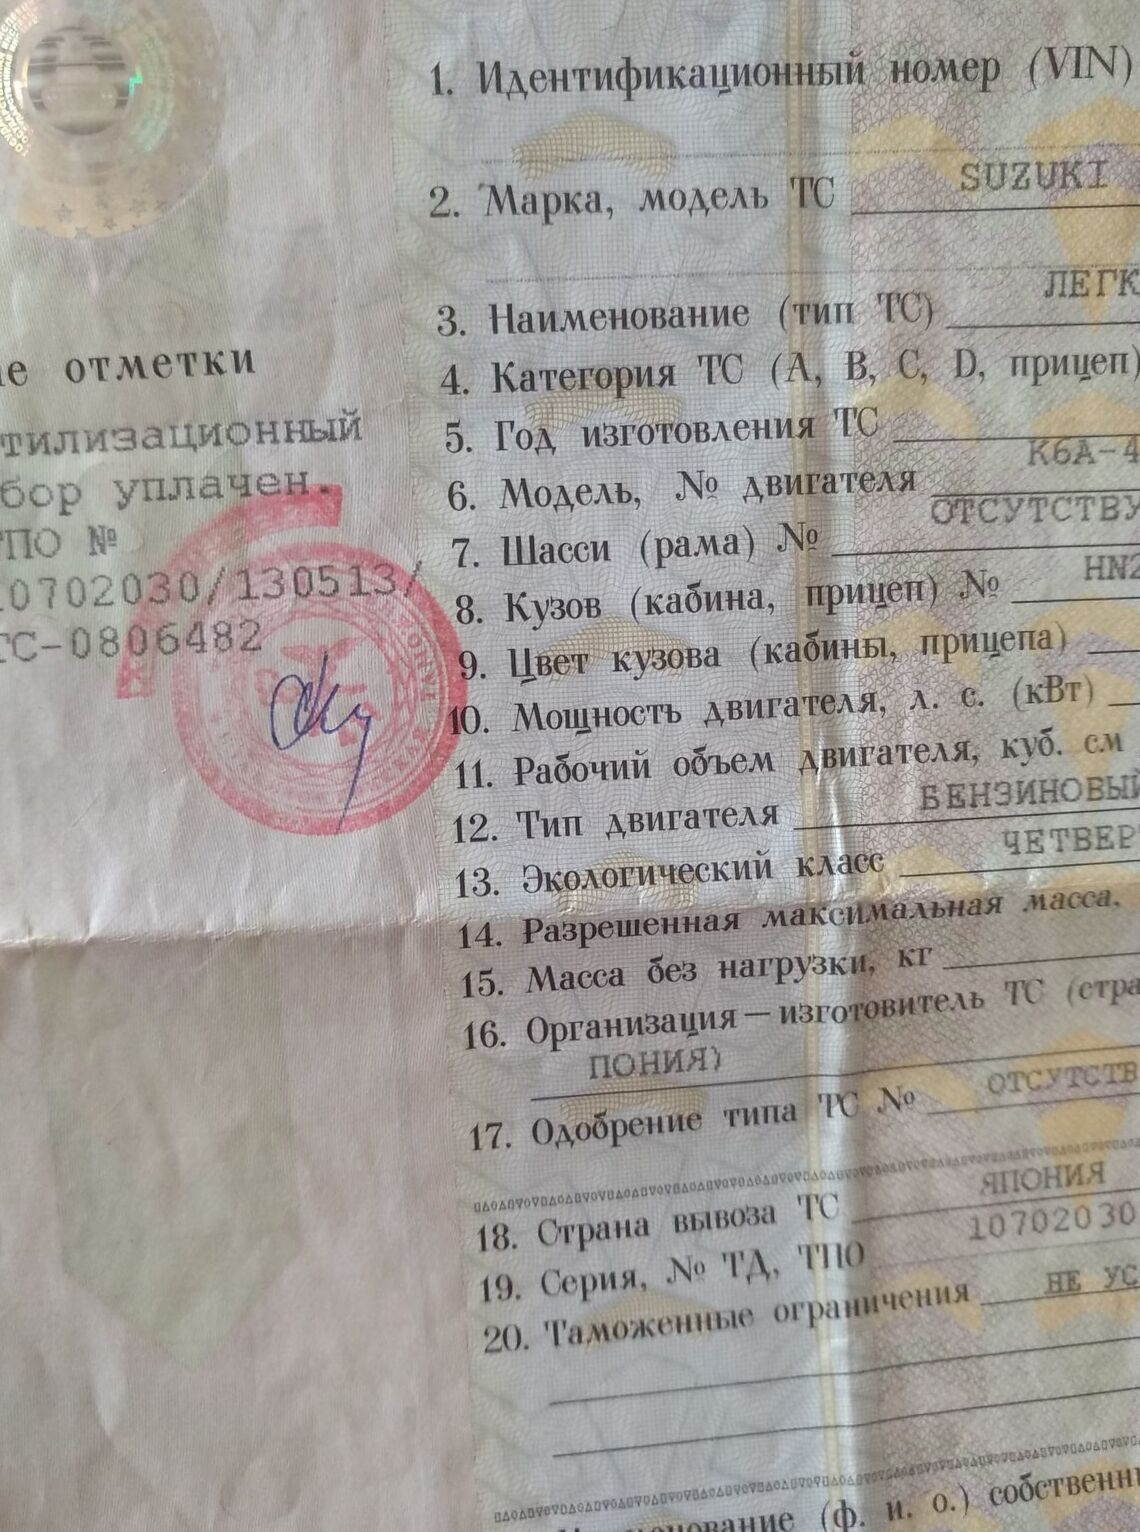 1. Идентификационный номер (VIN)
2. Марка, модель ТС SUZUKI
3. Наименование (тип ТС) ЛЕГК
4. Категория ТС (А, В, С, D, прицеп)
5. Год изготовления ТС
6. Модель, № двигателя К6А-4
7. Шасси (рама) № ОТСУТСТВУ
8. Кузов (кабина, прицеп) № HN2
9. Цвет кузова (кабины, прицепа)
10. Мощность двигателя, л. с. (кВт)
11. Рабочий объем двигателя, куб. см
12. Тип двигателя БЕНЗИНОВЫЙ
13. Экологический класс ЧЕТВЕР
14. Разрешенная максимальная масса,
15. Масса без нагрузки, кг
16. Организация — изготовитель ТС (стра
ПОНИЯ)
17. Одобрение типа ТС № ОТСУТСТВ
18. Страна вывоза ТС ЯПОНИЯ
19. Серия, № ТД, ТПО 10702030
20. Таможенные ограничения НЕ УС
(ф. и. о.) собственни
ые отметки
тилизационный
бор уплачен.
ТПО №
10702030/130513/
ТС-0806482